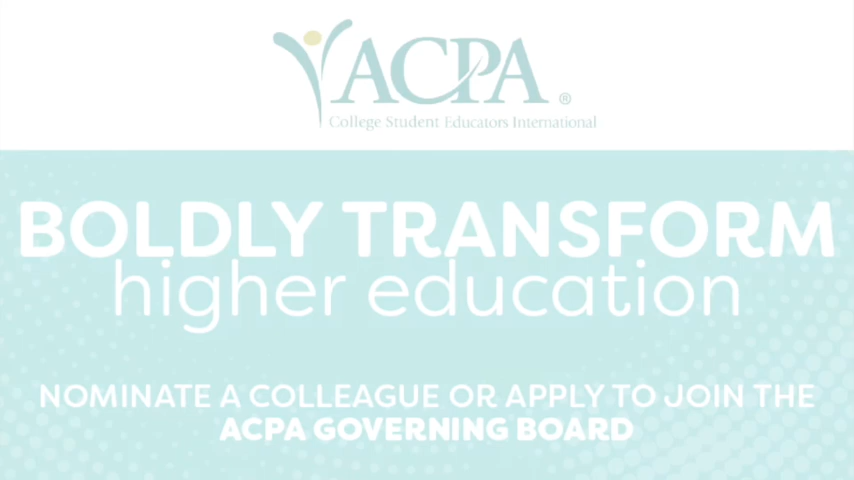 ACPA®
College Student Educators International
BOLDLY TRANSFORM
higher education
NOMINATE A COLLEAGUE OR APPLY TO JOIN THE
ACPA GOVERNING BOARD